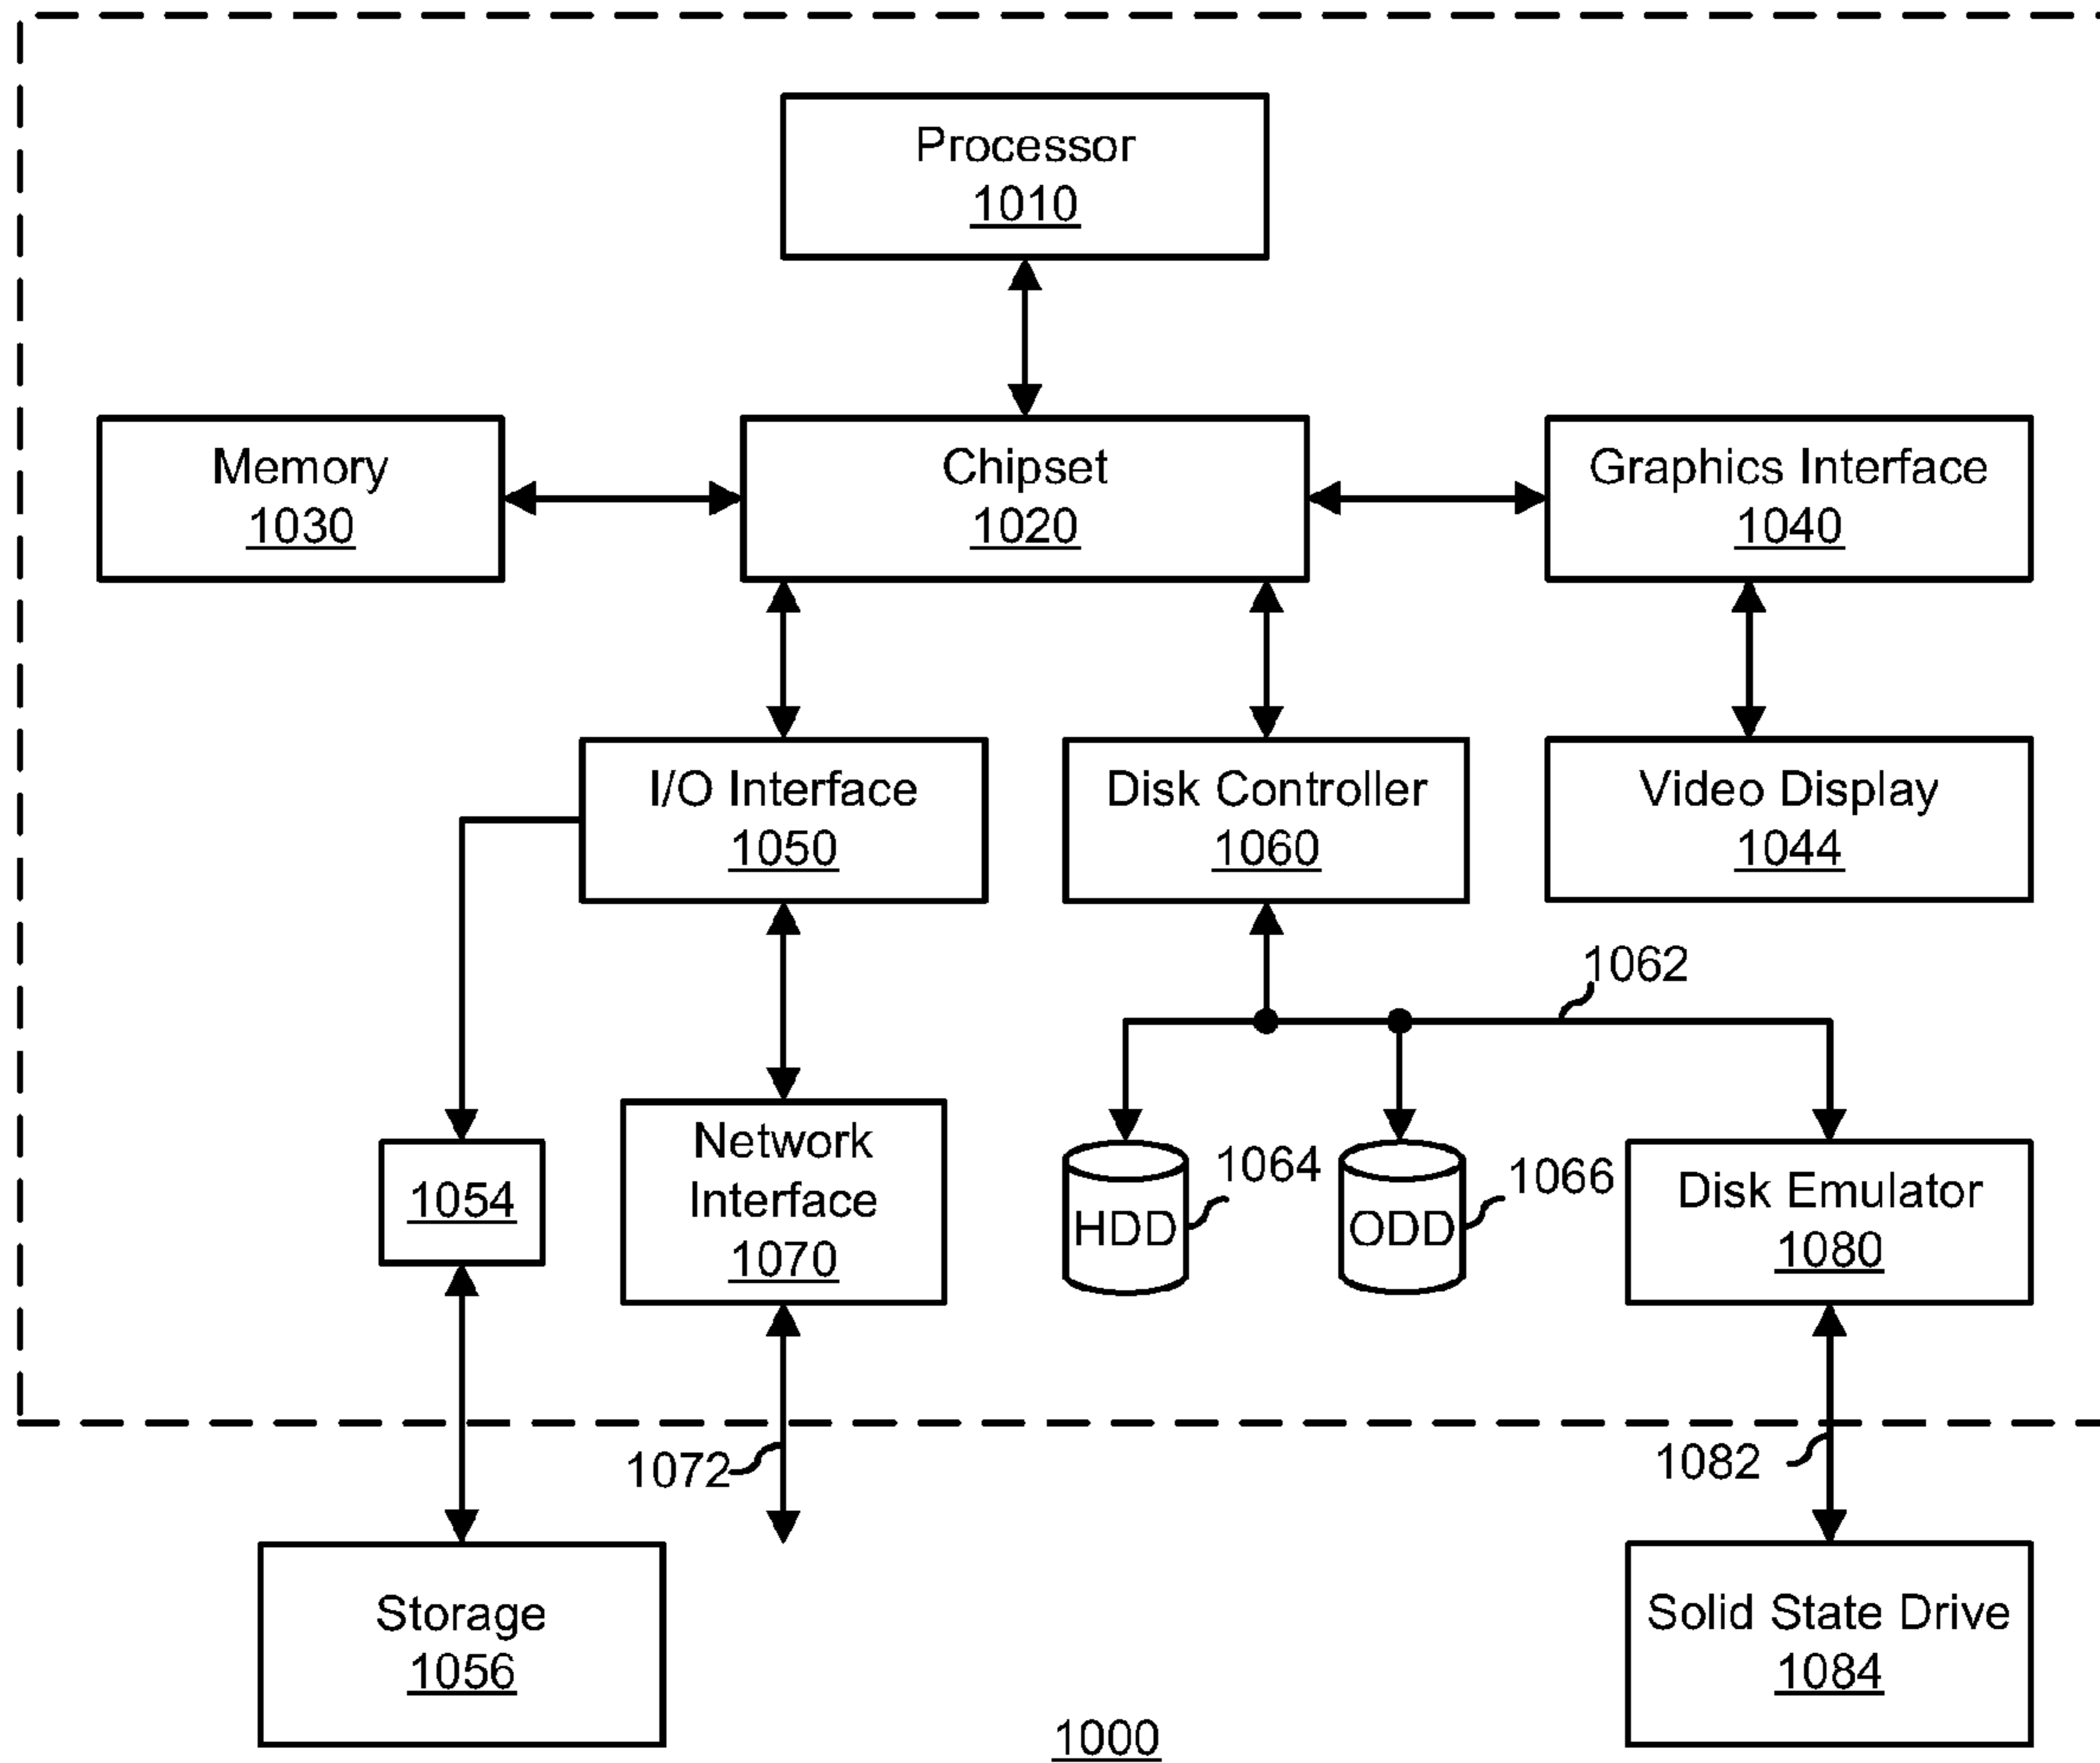 Processor
1010
Memory
1030
Chipset
1020
Graphics Interface
1040
I/O Interface
1050
Disk Controller
1060
Video Display
1044
1062
1054
Network
Interface
1070
HDD
1064
ODD
1066
Disk Emulator
1080
1072
1082
Storage
1056
Solid State Drive
1084
1000